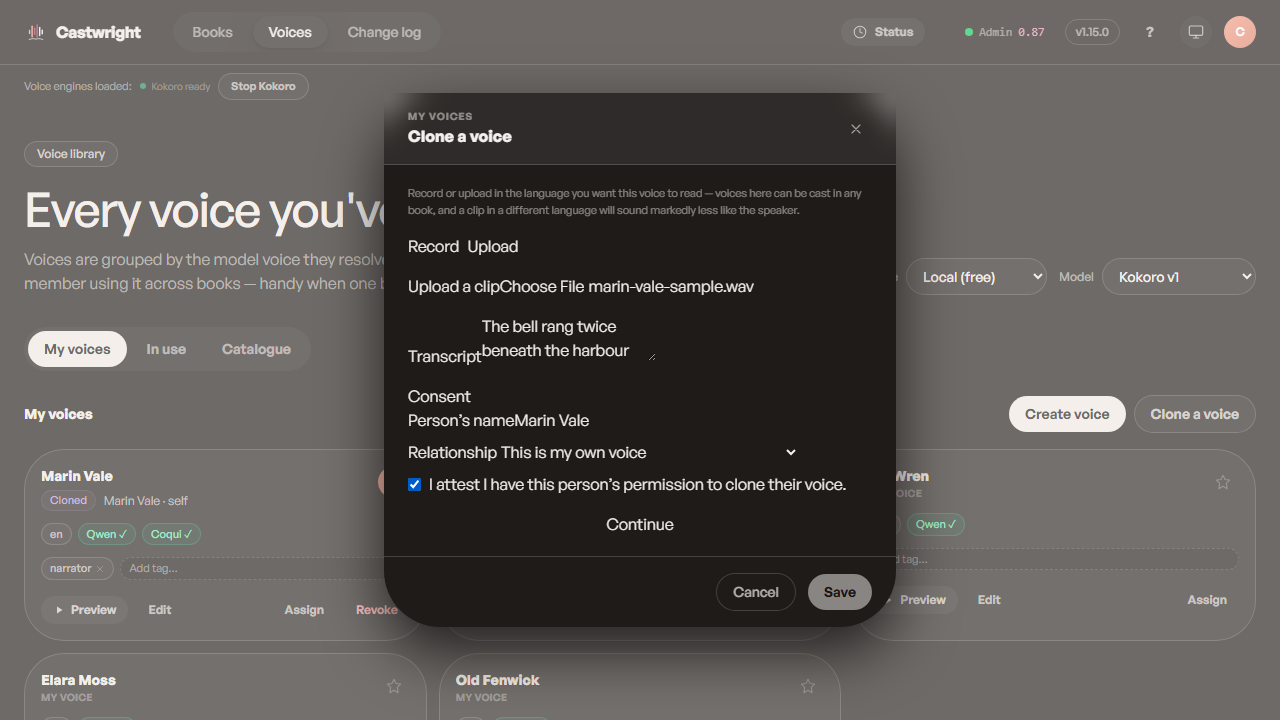 Castwright
Books
Voices
Change log
Status
Admin 0.87
v1.15.0
?
C
Voice engines loaded:
Kokoro ready
Stop Kokoro
Voice library
Every voice you've
Voices are grouped by the model voice they resolve
member using it across books — handy when one
Local (free)
Model
Kokoro v1
My voices
In use
Catalogue
My voices
Create voice
Clone a voice
MY VOICES
Clone a voice
Record or upload in the language you want this voice to read — voices here can be cast in any
book, and a clip in a different language will sound markedly less like the speaker.
Record Upload
Upload a clipChoose File marin-vale-sample.wav
The bell rang twice
beneath the harbour
Transcript
Consent
Person's nameMarin Vale
Relationship This is my own voice
I attest I have this person's permission to clone their voice.
Continue
Cancel
Save
Marin Vale
Cloned
Marin Vale · self
en
Qwen ✓
Coqui ✓
narrator ×
Add tag...
Preview
Edit
Assign
Revoke
Wren
VOICE
Qwen ✓
tag...
Preview
Edit
Assign
Elara Moss
MY VOICE
Old Fenwick
MY VOICE